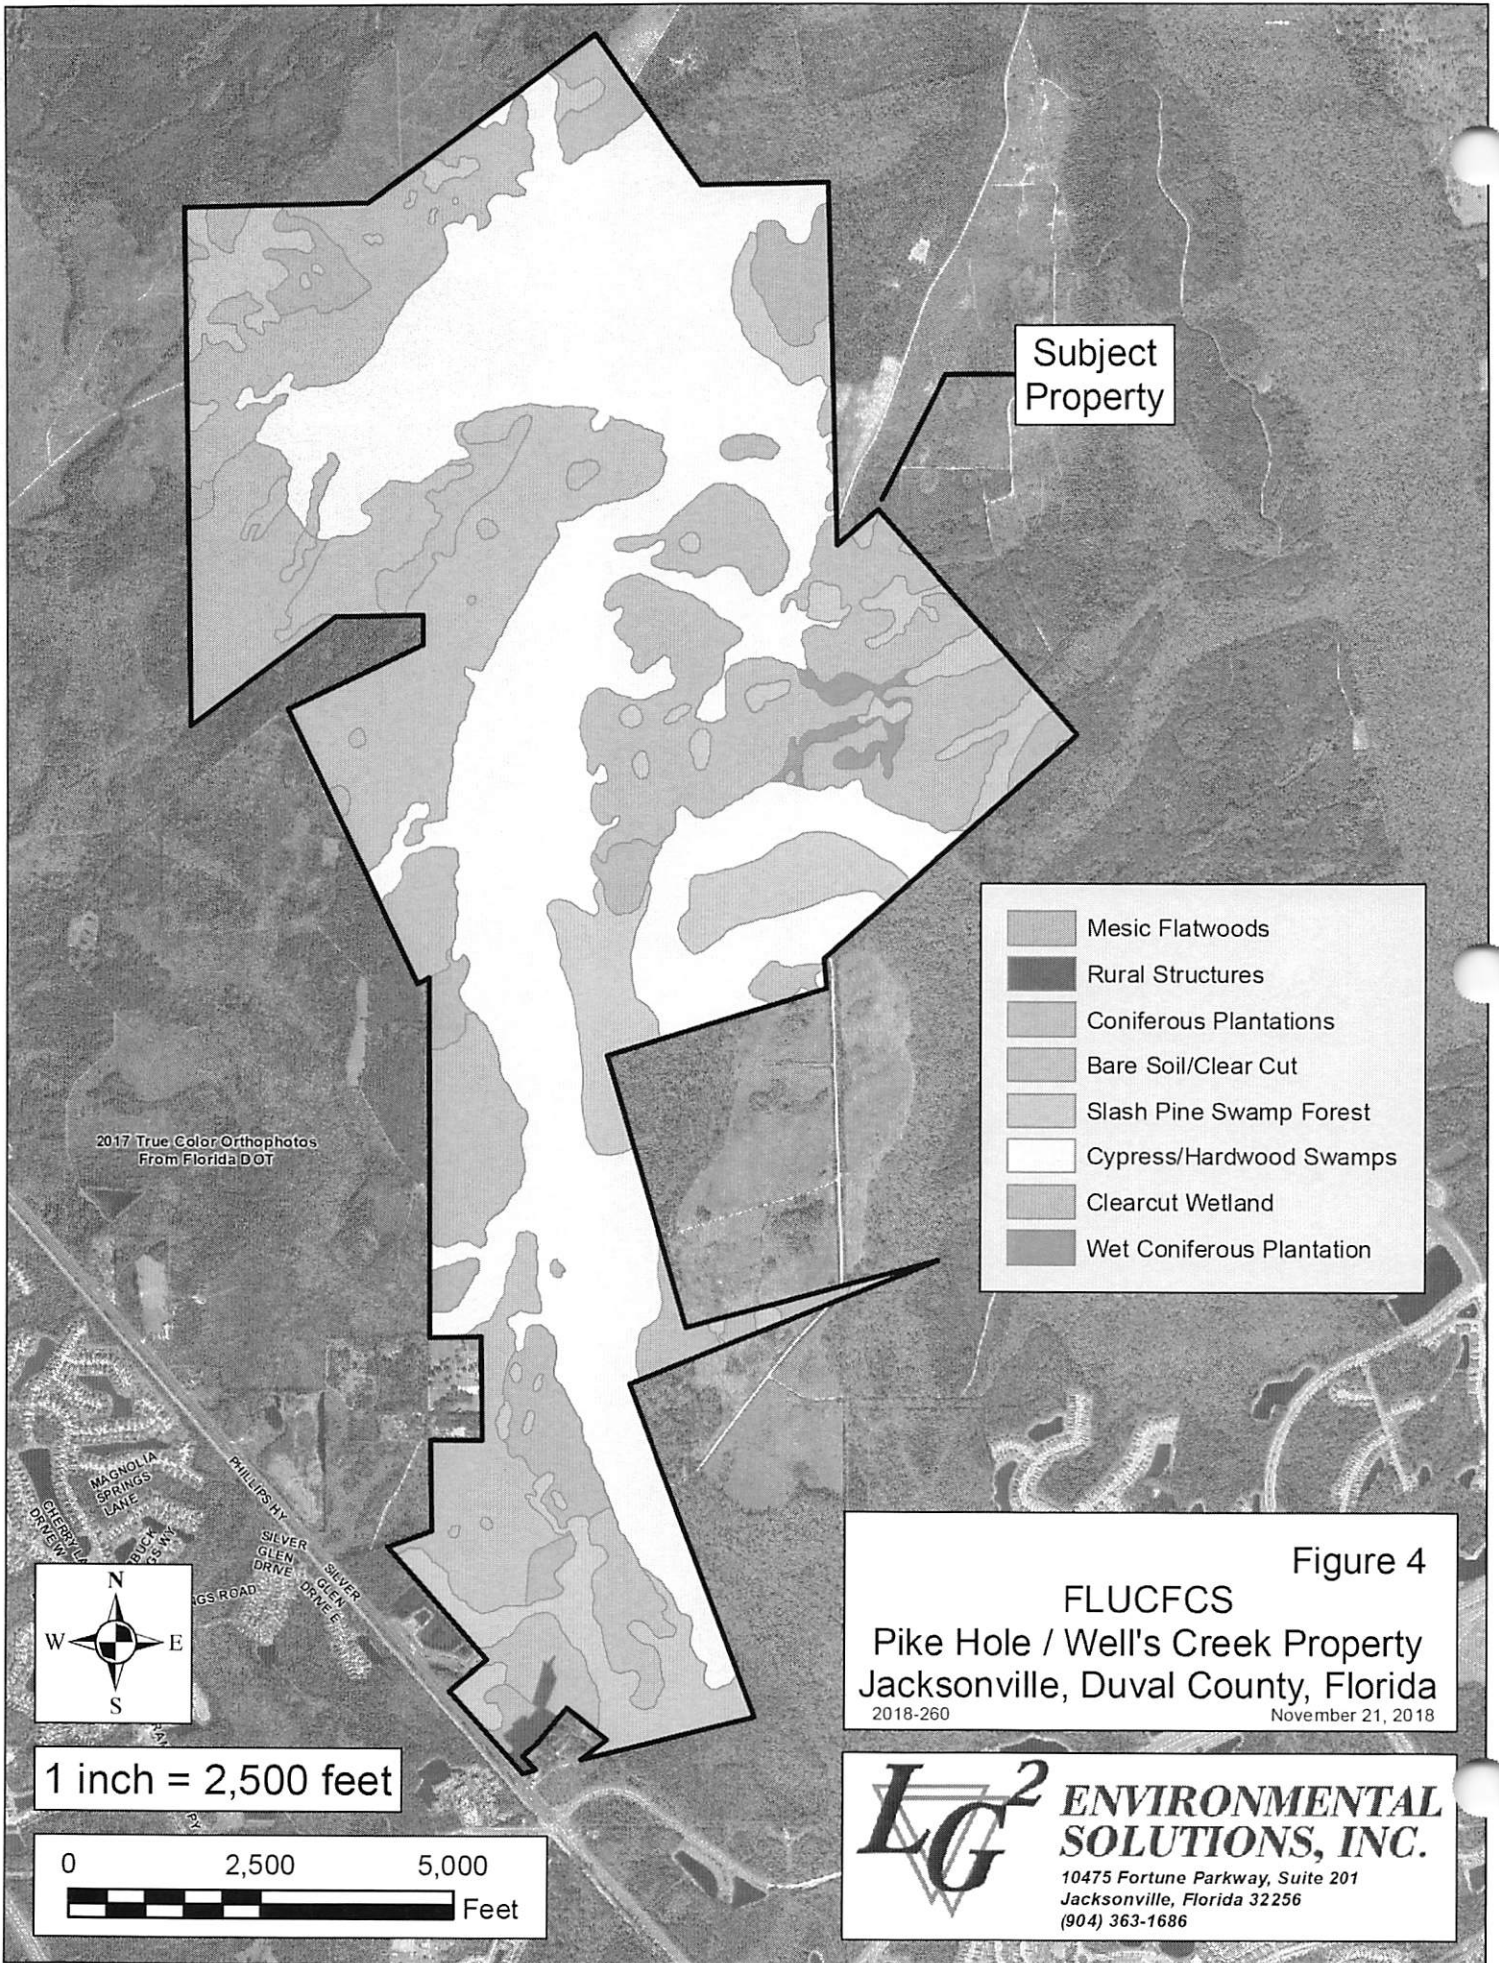 Subject
Property
Mesic Flatwoods
Rural Structures
Coniferous Plantations
Bare Soil/Clear Cut
Slash Pine Swamp Forest
Cypress/Hardwood Swamps
Clearcut Wetland
Wet Coniferous Plantation
2017 True Color Orthophotos
From Florida DOT
MAGNOLIA
SPRINGS
LANE
PHILLIPS HY
SILVER
GLEN
DRIVE
SILVER
GLEN
DRIVE E
ROAD
N
W E
S
1 inch = 2,500 feet
0 2,500 5,000
Feet
Figure 4
FLUCFCS
Pike Hole / Well's Creek Property
Jacksonville, Duval County, Florida
2018-260 November 21, 2018
LG2 ENVIRONMENTAL
SOLUTIONS, INC.
10475 Fortune Parkway, Suite 201
Jacksonville, Florida 32256
(904) 363-1686